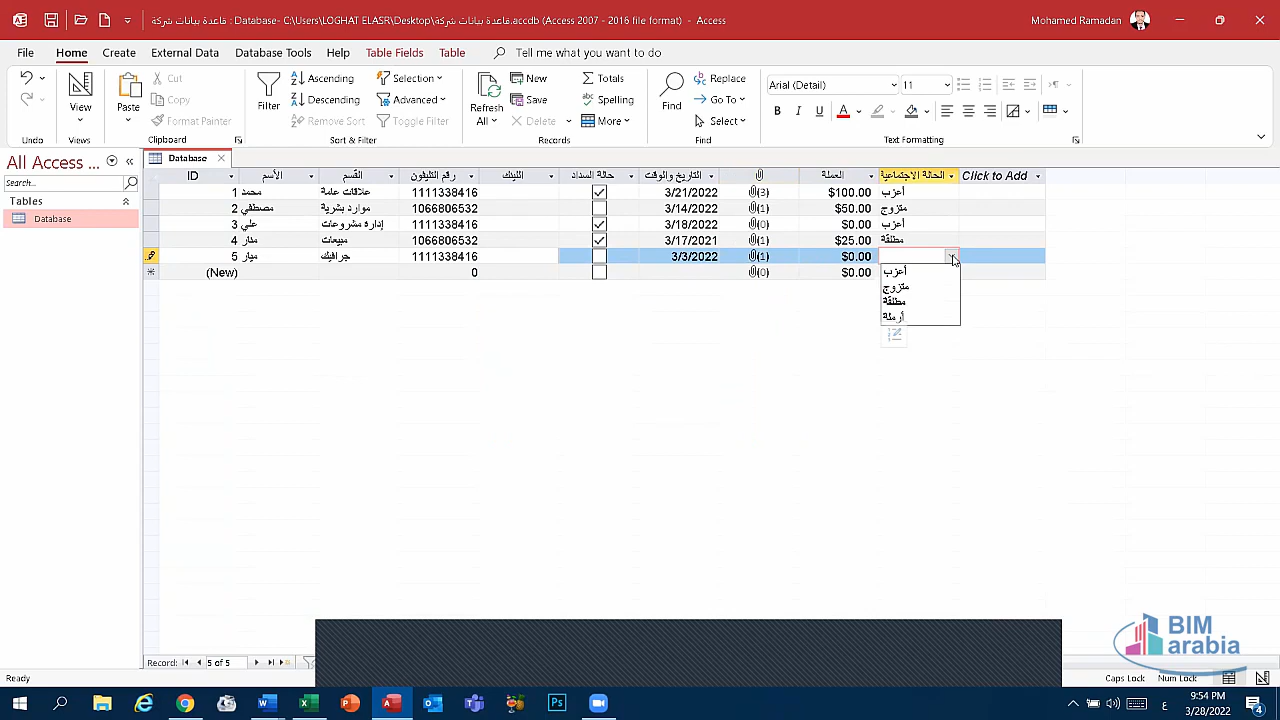 قاعدة بيانات شركة : Database- C:\Users\LOGHAT ELASR\Desktop\قاعدة بيانات شركة.accdb (Access 2007 - 2016 file format) - Access
Mohamed Ramadan
File Home Create External Data Database Tools Help Table Fields Table Tell me what you want to do
View Paste Cut Copy Format Painter
Filter Ascending Descending Remove Sort Selection Advanced Toggle Filter
Refresh All New Save Delete Totals Spelling More
Find Replace Go To Select
Arial (Detail) 11
B I U A
Undo Views Clipboard Sort & Filter Records Find Text Formatting
All Access ...
Search...
Tables
Database
Database
ID الأسم القسم رقم التليفون اللينك حالة السداد التاريخ والوقت العملة الحالة الاجتماعية Click to Add
1 محمد علاقات عامة 1111338416 3/21/2022 (3) $100.00 أعزب
2 مصطفي موارد بشرية 1066806532 3/14/2022 (1) $50.00 متزوج
3 علي إدارة مشروعات 1111338416 3/18/2022 (0) $0.00 أعزب
4 منار مبيعات 1066806532 3/17/2021 (1) $25.00 مطلقة
5 ميار جرافيك 1111338416 3/3/2022 (1) $0.00
(New) 0 (0) $0.00
أعزب
متزوج
مطلقة
أرملة
BIM
arabia
Record: 5 of 5
Caps Lock Num Lock
9:54 PM
3/28/2022